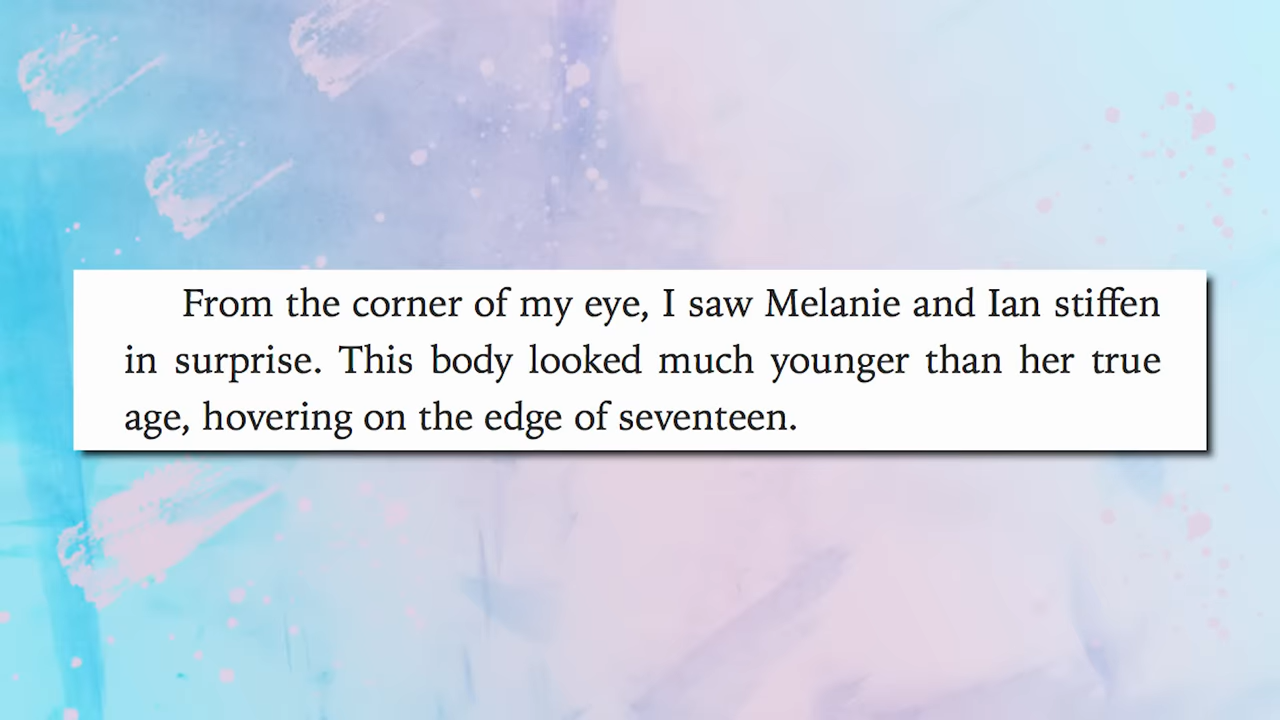 From the corner of my eye, I saw Melanie and Ian stiffen
in surprise. This body looked much younger than her true
age, hovering on the edge of seventeen.